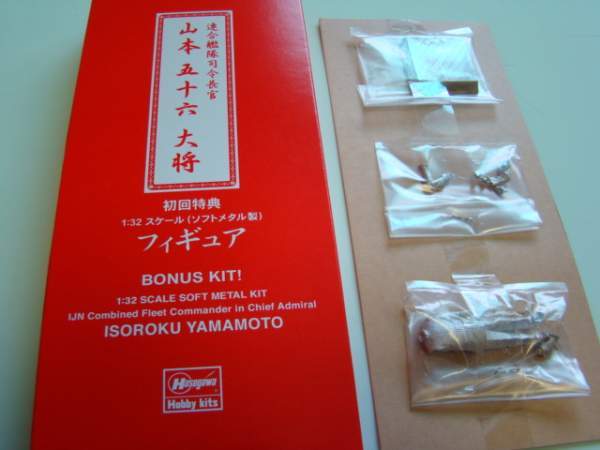 連合艦隊司令長官
山本五十六大将
初回特典
1:32 スケール(ソフトメタル製)
フィギュア
BONUS KIT!
1:32 SCALE SOFT METAL KIT
IJN Combined Fleet Commander in Chief Admiral
ISOROKU YAMAMOTO
Hasegawa
Hobby kits